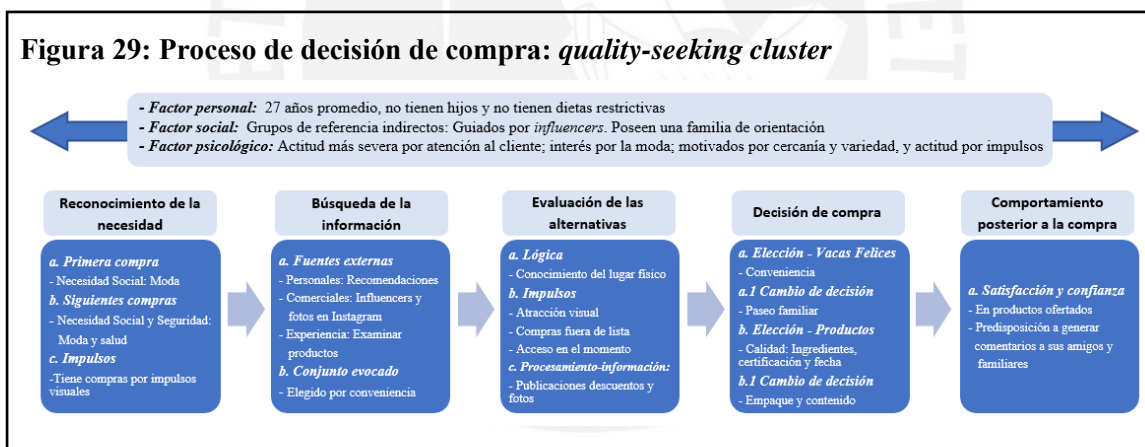 Figura 29: Proceso de decisión de compra: quality-seeking cluster
- Factor personal: 27 años promedio, no tienen hijos y no tienen dietas restrictivas
- Factor social: Grupos de referencia indirectos: Guiados por influencers. Poseen una familia de orientación
- Factor psicológico: Actitud más severa por atención al cliente; interés por la moda; motivados por cercanía y variedad, y actitud por impulsos
Reconocimiento de la
necesidad
a. Primera compra
- Necesidad Social: Moda
b. Siguientes compras
- Necesidad Social y Seguridad:
Moda y salud
c. Impulsos
-Tiene compras por impulsos
visuales
Búsqueda de la
información
a. Fuentes externas
- Personales: Recomendaciones
- Comerciales: Influencers y
fotos en Instagram
- Experiencia: Examinar
productos
b. Conjunto evocado
- Elegido por conveniencia
Evaluación de las
alternativas
a. Lógica
- Conocimiento del lugar físico
b. Impulsos
- Atracción visual
- Compras fuera de lista
- Acceso en el momento
c. Procesamiento-información:
- Publicaciones descuentos y
fotos
Decisión de compra
a. Elección - Vacas Felices
- Conveniencia
a.1 Cambio de decisión
- Paseo familiar
b. Elección - Productos
- Calidad: Ingredientes,
certificación y fecha
b.1 Cambio de decisión
- Empaque y contenido
Comportamiento
posterior a la compra
a. Satisfacción y confianza
- En productos ofertados
- Predisposición a generar
comentarios a sus amigos y
familiares